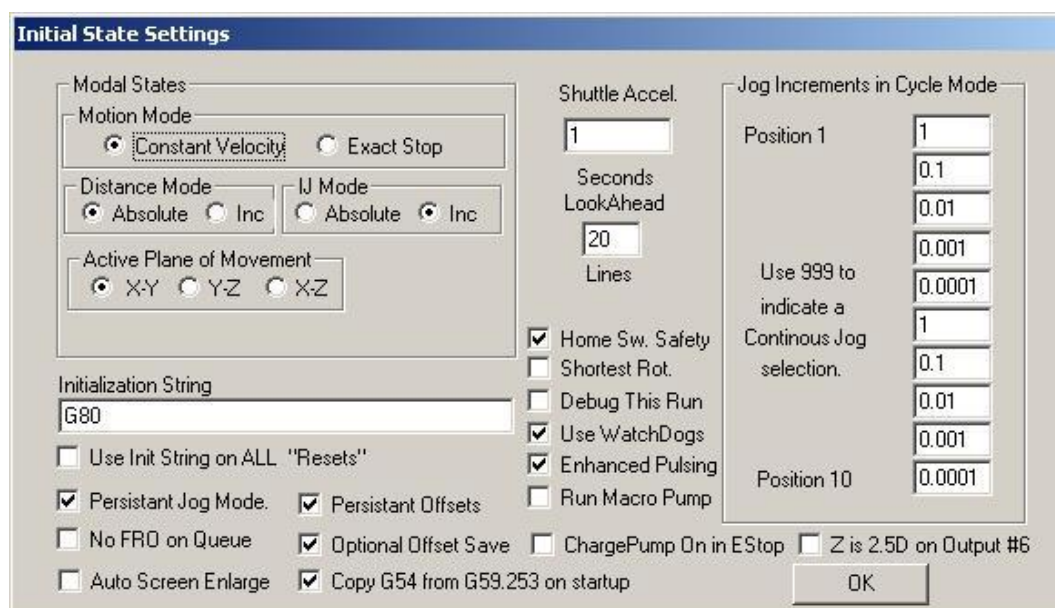 Initial State Settings
Modal States
Motion Mode
Constant Velocity
Exact Stop
Distance Mode
Absolute
Inc
IJ Mode
Absolute
Inc
Active Plane of Movement
X-Y
Y-Z
X-Z
Initialization String
G80
Use Init String on ALL "Resets"
Persistant Jog Mode.
Persistant Offsets
No FRO on Queue
Optional Offset Save
Auto Screen Enlarge
Copy G54 from G59.253 on startup
Shuttle Accel.
1
Seconds
LookAhead
20
Lines
Home Sw. Safety
Shortest Rot.
Debug This Run
Use WatchDogs
Enhanced Pulsing
Run Macro Pump
ChargePump On in EStop
Z is 2.5D on Output #6
Jog Increments in Cycle Mode
Position 1
1
0.1
0.01
0.001
0.0001
1
0.1
0.01
0.001
0.0001
Use 999 to
indicate a
Continous Jog
selection.
Position 10
OK